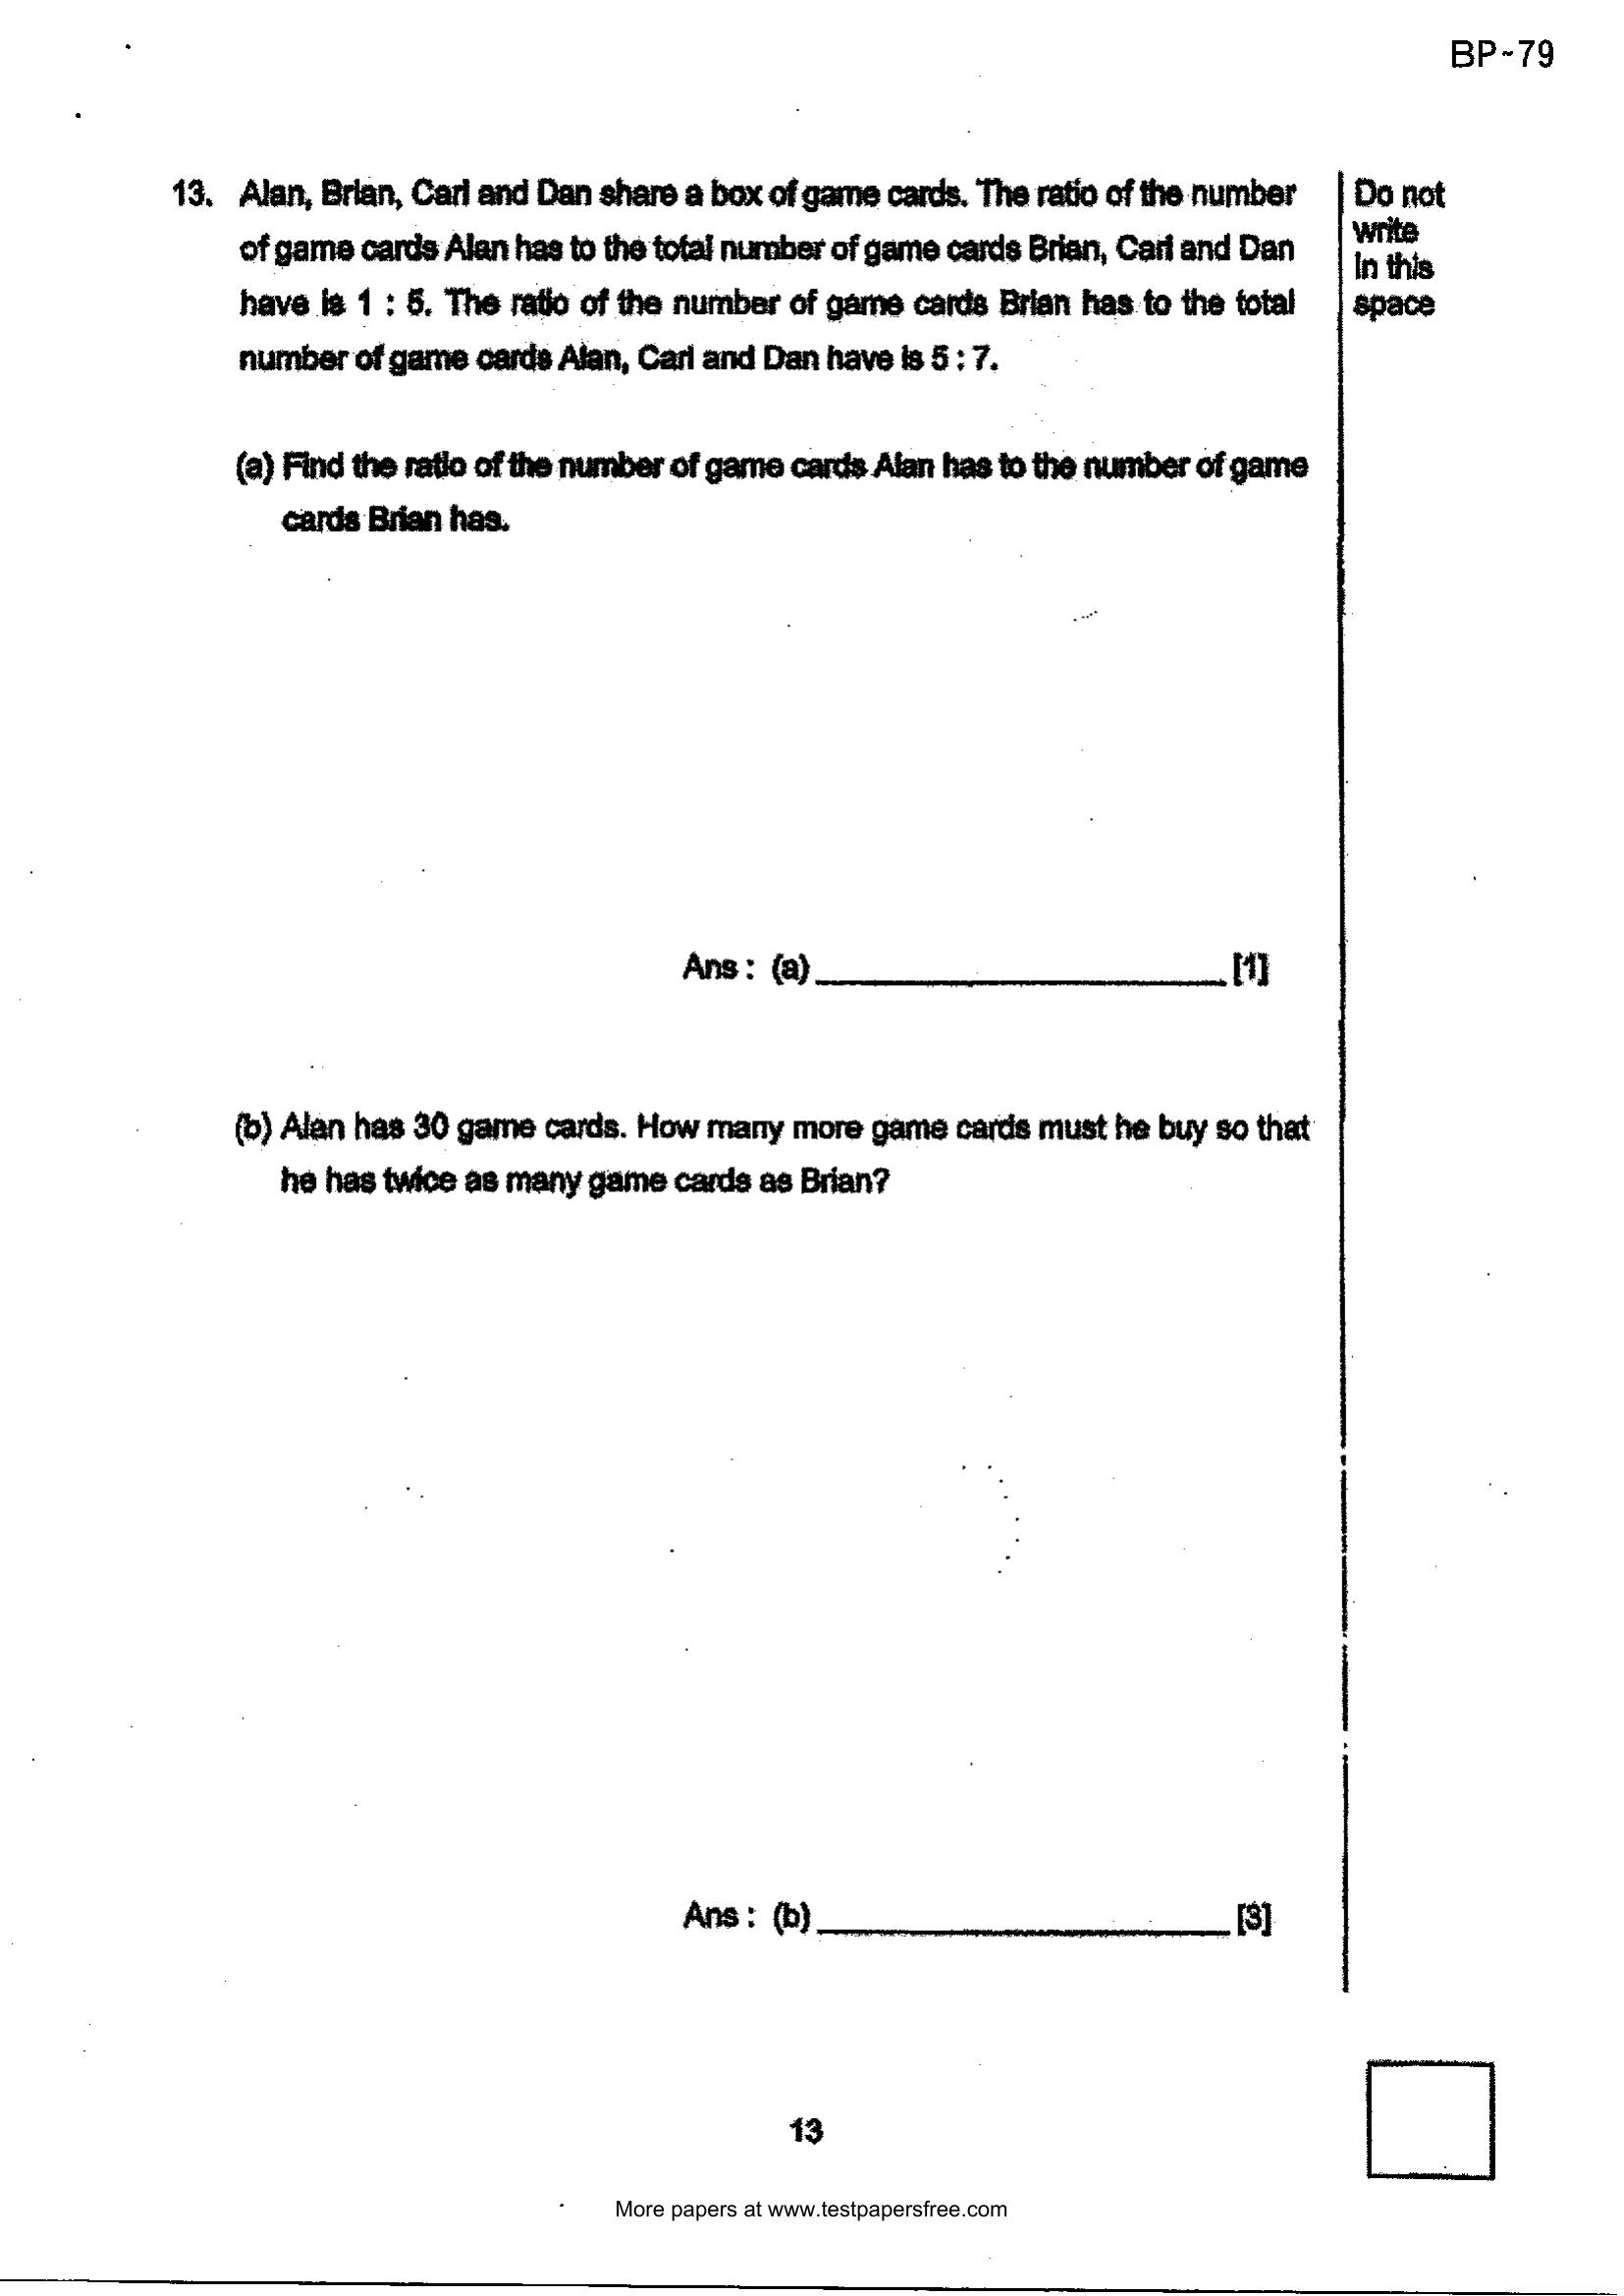 BP-79
13. Alan, Brian, Carl and Dan share a box of game cards. The ratio of the number
of game cards Alan has to the total number of game cards Brian, Carl and Dan
have is 1 : 5. The ratio of the number of game cards Brian has to the total
number of game cards Alan, Carl and Dan have is 5 : 7.
Do not
write
in this
space
(a) Find the ratio of the number of game cards Alan has to the number of game
cards Brian has.
Ans : (a) [1]
(b) Alan has 30 game cards. How many more game cards must he buy so that
he has twice as many game cards as Brian?
Ans : (b) [3]
13
More papers at www.testpapersfree.com